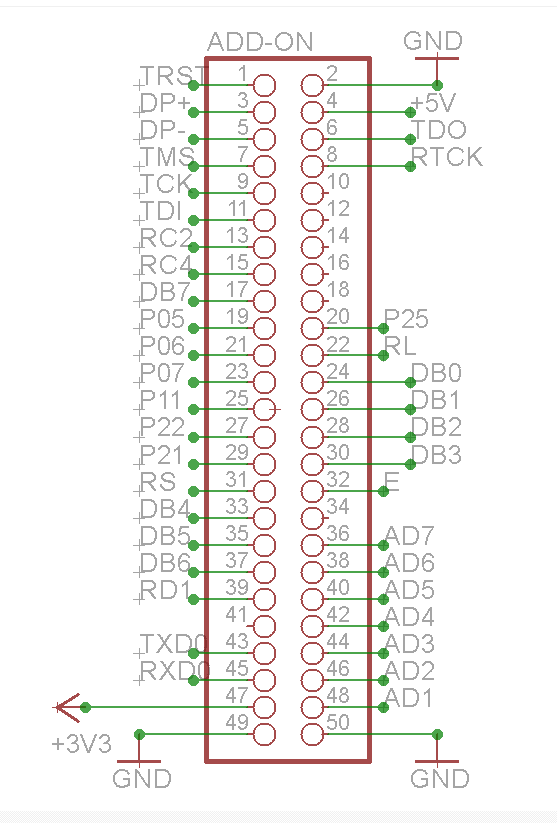 ADD-ON GND
TRST 1 2
DP+ 3 4 +5V
DP- 5 6 TDO
TMS 7 8 RTCK
TCK 9 10
TDI 11 12
RC2 13 14
RC4 15 16
DB7 17 18
P05 19 20 P25
P06 21 22 RL
P07 23 24 DB0
P11 25 26 DB1
P22 27 28 DB2
P21 29 30 DB3
RS 31 32 E
DB4 33 34
DB5 35 36 AD7
DB6 37 38 AD6
RD1 39 40 AD5
41 42 AD4
TXD0 43 44 AD3
RXD0 45 46 AD2
47 48 AD1
+3V3 49 50
GND GND